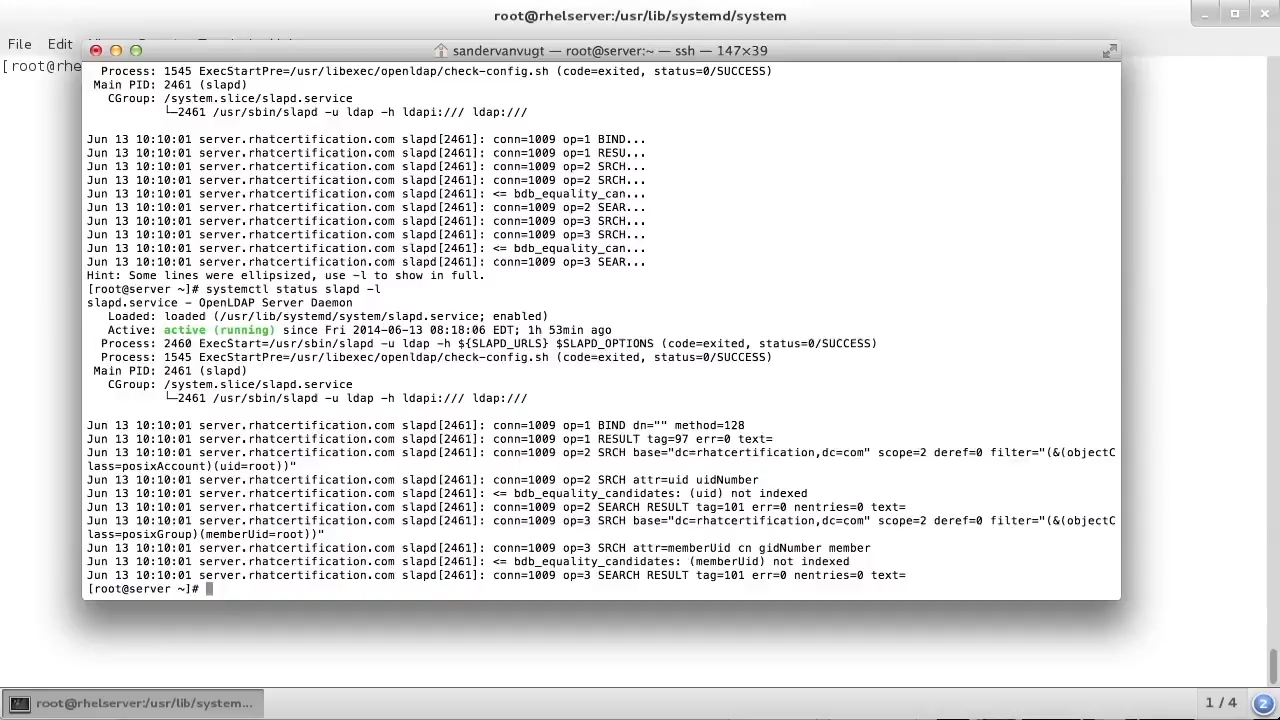 root@rhelserver:/usr/lib/systemd/system
File Edit
sandervanvugt — root@server:~ — ssh — 147×39
[root@rhe
Process: 1545 ExecStartPre=/usr/libexec/openldap/check-config.sh (code=exited, status=0/SUCCESS)
Main PID: 2461 (slapd)
CGroup: /system.slice/slapd.service
└─2461 /usr/sbin/slapd -u ldap -h ldapi:/// ldap:///
Jun 13 10:10:01 server.rhatcertification.com slapd[2461]: conn=1009 op=1 BIND...
Jun 13 10:10:01 server.rhatcertification.com slapd[2461]: conn=1009 op=1 RESU...
Jun 13 10:10:01 server.rhatcertification.com slapd[2461]: conn=1009 op=2 SRCH...
Jun 13 10:10:01 server.rhatcertification.com slapd[2461]: conn=1009 op=2 SRCH...
Jun 13 10:10:01 server.rhatcertification.com slapd[2461]: <= bdb_equality_can...
Jun 13 10:10:01 server.rhatcertification.com slapd[2461]: conn=1009 op=2 SEAR...
Jun 13 10:10:01 server.rhatcertification.com slapd[2461]: conn=1009 op=3 SRCH...
Jun 13 10:10:01 server.rhatcertification.com slapd[2461]: conn=1009 op=3 SRCH...
Jun 13 10:10:01 server.rhatcertification.com slapd[2461]: <= bdb_equality_can...
Jun 13 10:10:01 server.rhatcertification.com slapd[2461]: conn=1009 op=3 SEAR...
Hint: Some lines were ellipsized, use -l to show in full.
[root@server ~]# systemctl status slapd -l
slapd.service - OpenLDAP Server Daemon
Loaded: loaded (/usr/lib/systemd/system/slapd.service; enabled)
Active: active (running) since Fri 2014-06-13 08:18:06 EDT; 1h 53min ago
Process: 2460 ExecStart=/usr/sbin/slapd -u ldap -h ${SLAPD_URLS} $SLAPD_OPTIONS (code=exited, status=0/SUCCESS)
Process: 1545 ExecStartPre=/usr/libexec/openldap/check-config.sh (code=exited, status=0/SUCCESS)
Main PID: 2461 (slapd)
CGroup: /system.slice/slapd.service
└─2461 /usr/sbin/slapd -u ldap -h ldapi:/// ldap:///
Jun 13 10:10:01 server.rhatcertification.com slapd[2461]: conn=1009 op=1 BIND dn="" method=128
Jun 13 10:10:01 server.rhatcertification.com slapd[2461]: conn=1009 op=1 RESULT tag=97 err=0 text=
Jun 13 10:10:01 server.rhatcertification.com slapd[2461]: conn=1009 op=2 SRCH base="dc=rhatcertification,dc=com" scope=2 deref=0 filter="(&(objectC
lass=posixAccount)(uid=root))"
Jun 13 10:10:01 server.rhatcertification.com slapd[2461]: conn=1009 op=2 SRCH attr=uid uidNumber
Jun 13 10:10:01 server.rhatcertification.com slapd[2461]: <= bdb_equality_candidates: (uid) not indexed
Jun 13 10:10:01 server.rhatcertification.com slapd[2461]: conn=1009 op=2 SEARCH RESULT tag=101 err=0 nentries=0 text=
Jun 13 10:10:01 server.rhatcertification.com slapd[2461]: conn=1009 op=3 SRCH base="dc=rhatcertification,dc=com" scope=2 deref=0 filter="(&(objectC
lass=posixGroup)(memberUid=root))"
Jun 13 10:10:01 server.rhatcertification.com slapd[2461]: conn=1009 op=3 SRCH attr=memberUid cn gidNumber member
Jun 13 10:10:01 server.rhatcertification.com slapd[2461]: <= bdb_equality_candidates: (memberUid) not indexed
Jun 13 10:10:01 server.rhatcertification.com slapd[2461]: conn=1009 op=3 SEARCH RESULT tag=101 err=0 nentries=0 text=
[root@server ~]#
root@rhelserver:/usr/lib/system... 1 / 4 2